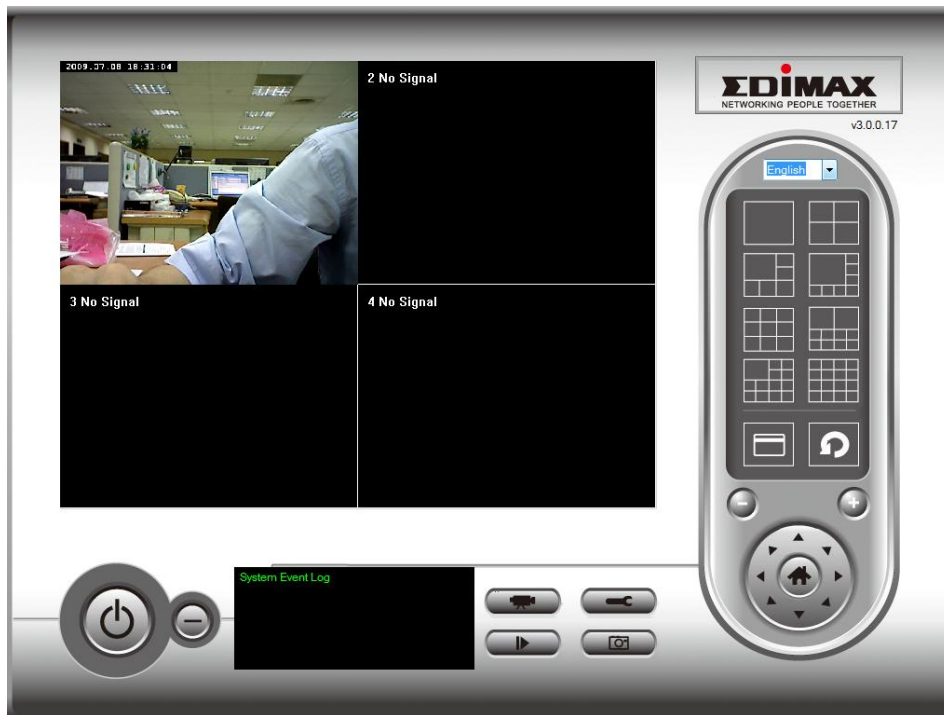 2009.07.08 18:31:04
2 No Signal
3 No Signal
4 No Signal
EDIMAX
NETWORKING PEOPLE TOGETHER
v3.0.0.17
English
System Event Log